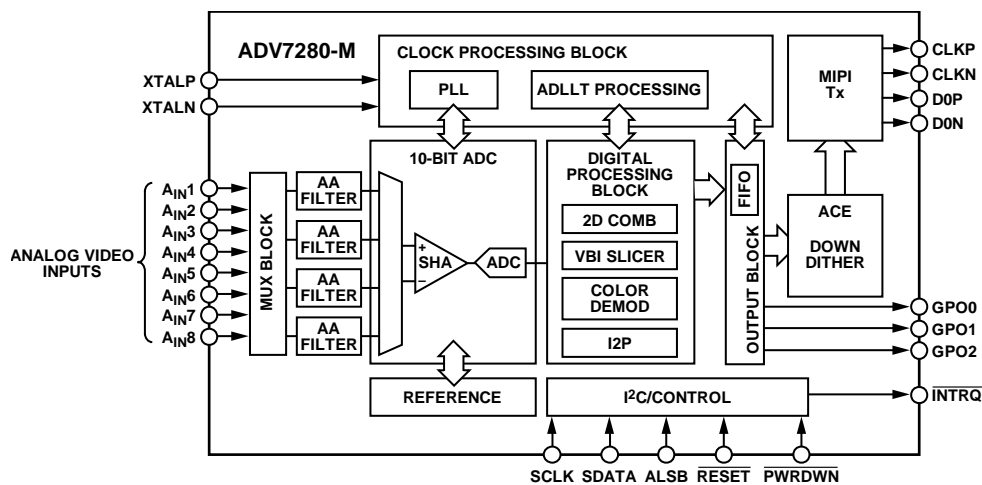 ADV7280-M
CLOCK PROCESSING BLOCK
PLL
ADLLT PROCESSING
XTALP
XTALN
MIPI
Tx
CLKP
CLKN
D0P
D0N
10-BIT ADC
DIGITAL
PROCESSING
BLOCK
2D COMB
VBI SLICER
COLOR
DEMOD
I2P
FIFO
OUTPUT BLOCK
ACE
DOWN
DITHER
ANALOG VIDEO
INPUTS
AIN1
AIN2
AIN3
AIN4
AIN5
AIN6
AIN7
AIN8
MUX BLOCK
AA
FILTER
AA
FILTER
AA
FILTER
AA
FILTER
+
SHA
–
ADC
GPO0
GPO1
GPO2
REFERENCE
I²C/CONTROL
INTRQ
SCLK
SDATA
ALSB
RESET
PWRDWN